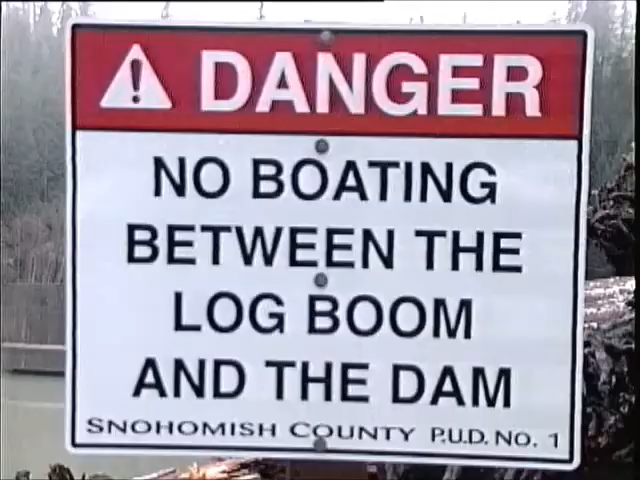 DANGER
NO BOATING
BETWEEN THE
LOG BOOM
AND THE DAM
SNOHOMISH COUNTY P.U.D. NO. 1